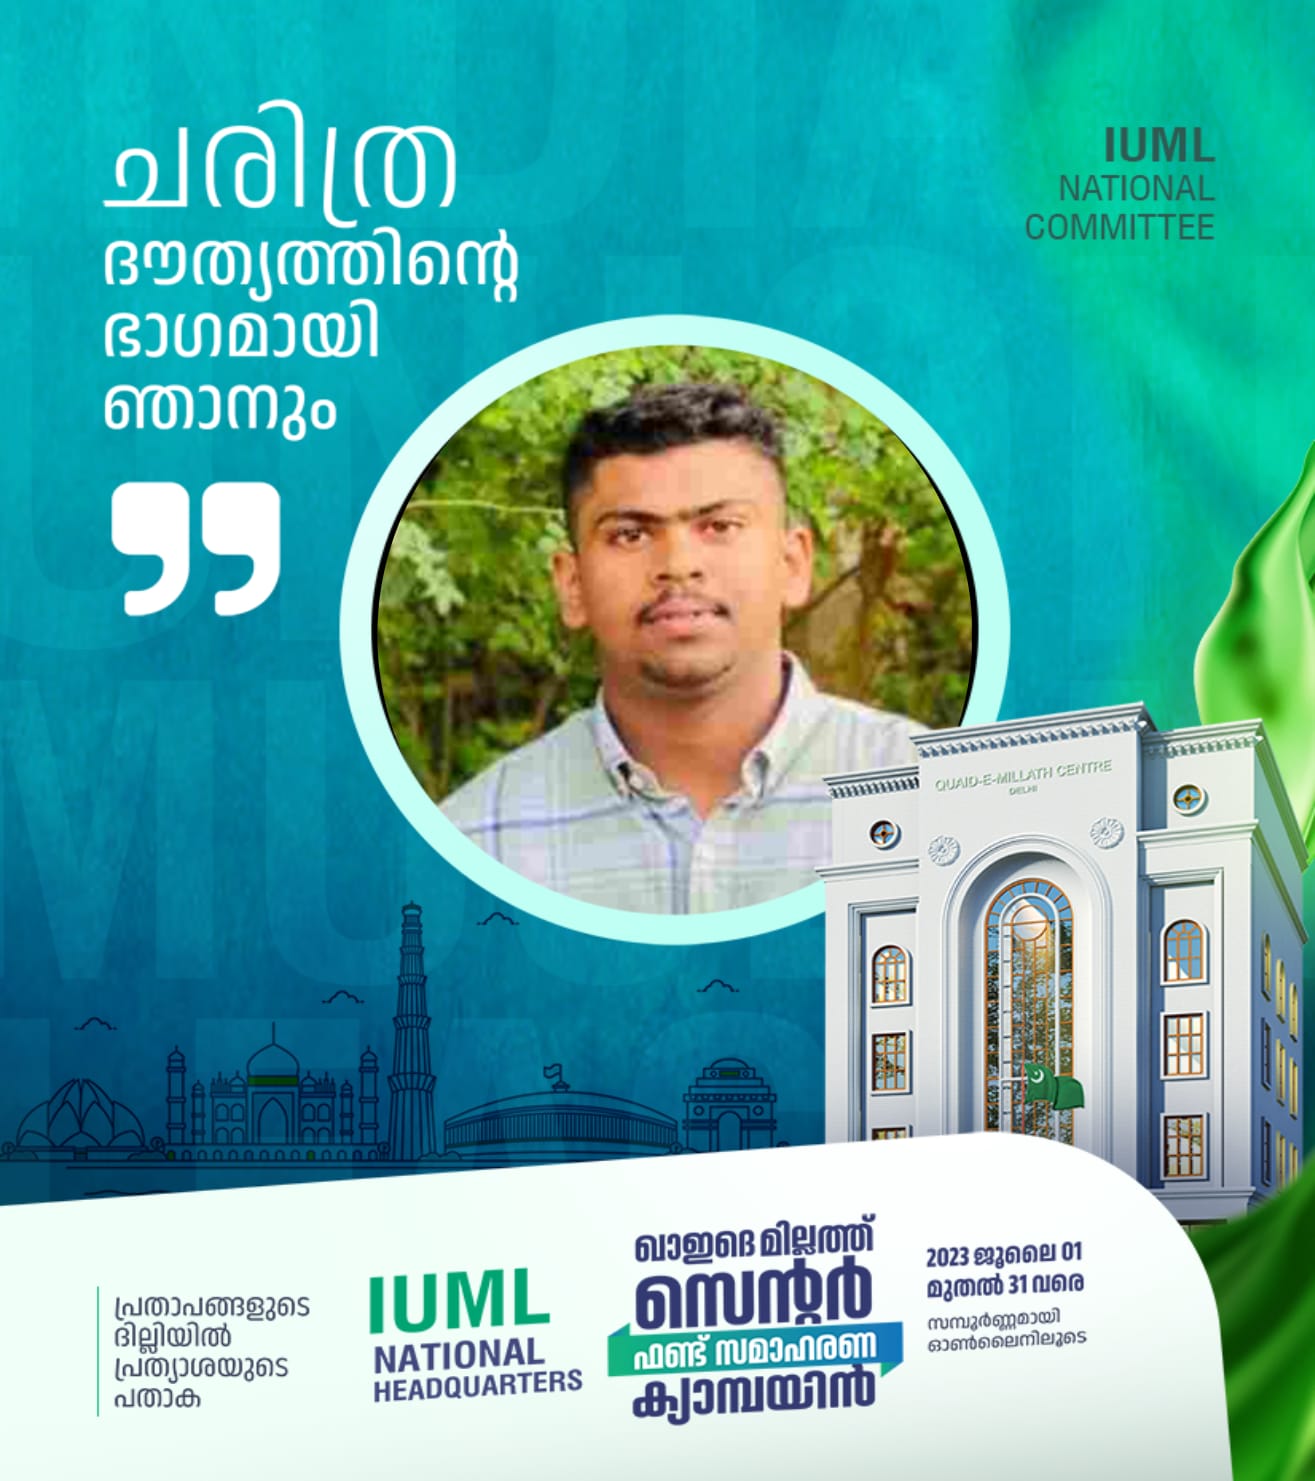 ചരിത്ര
ദൗത്യത്തിന്റെ
ഭാഗമായി
ഞാനും
”
IUML
NATIONAL
COMMITTEE
QUAID-E-MILLATH CENTRE
DELHI
പ്രതാപങ്ങളുടെ
ദില്ലിയിൽ
പ്രത്യാശയുടെ
പതാക
IUML
NATIONAL
HEADQUARTERS
ഖാഇദെ മില്ലത്ത്
സെന്റർ
ഫണ്ട് സമാഹരണ
ക്യാമ്പയിൻ
2023 ജൂലൈ 01
മുതൽ 31 വരെ
സമ്പൂർണ്ണമായി
ഓൺലൈനിലൂടെ